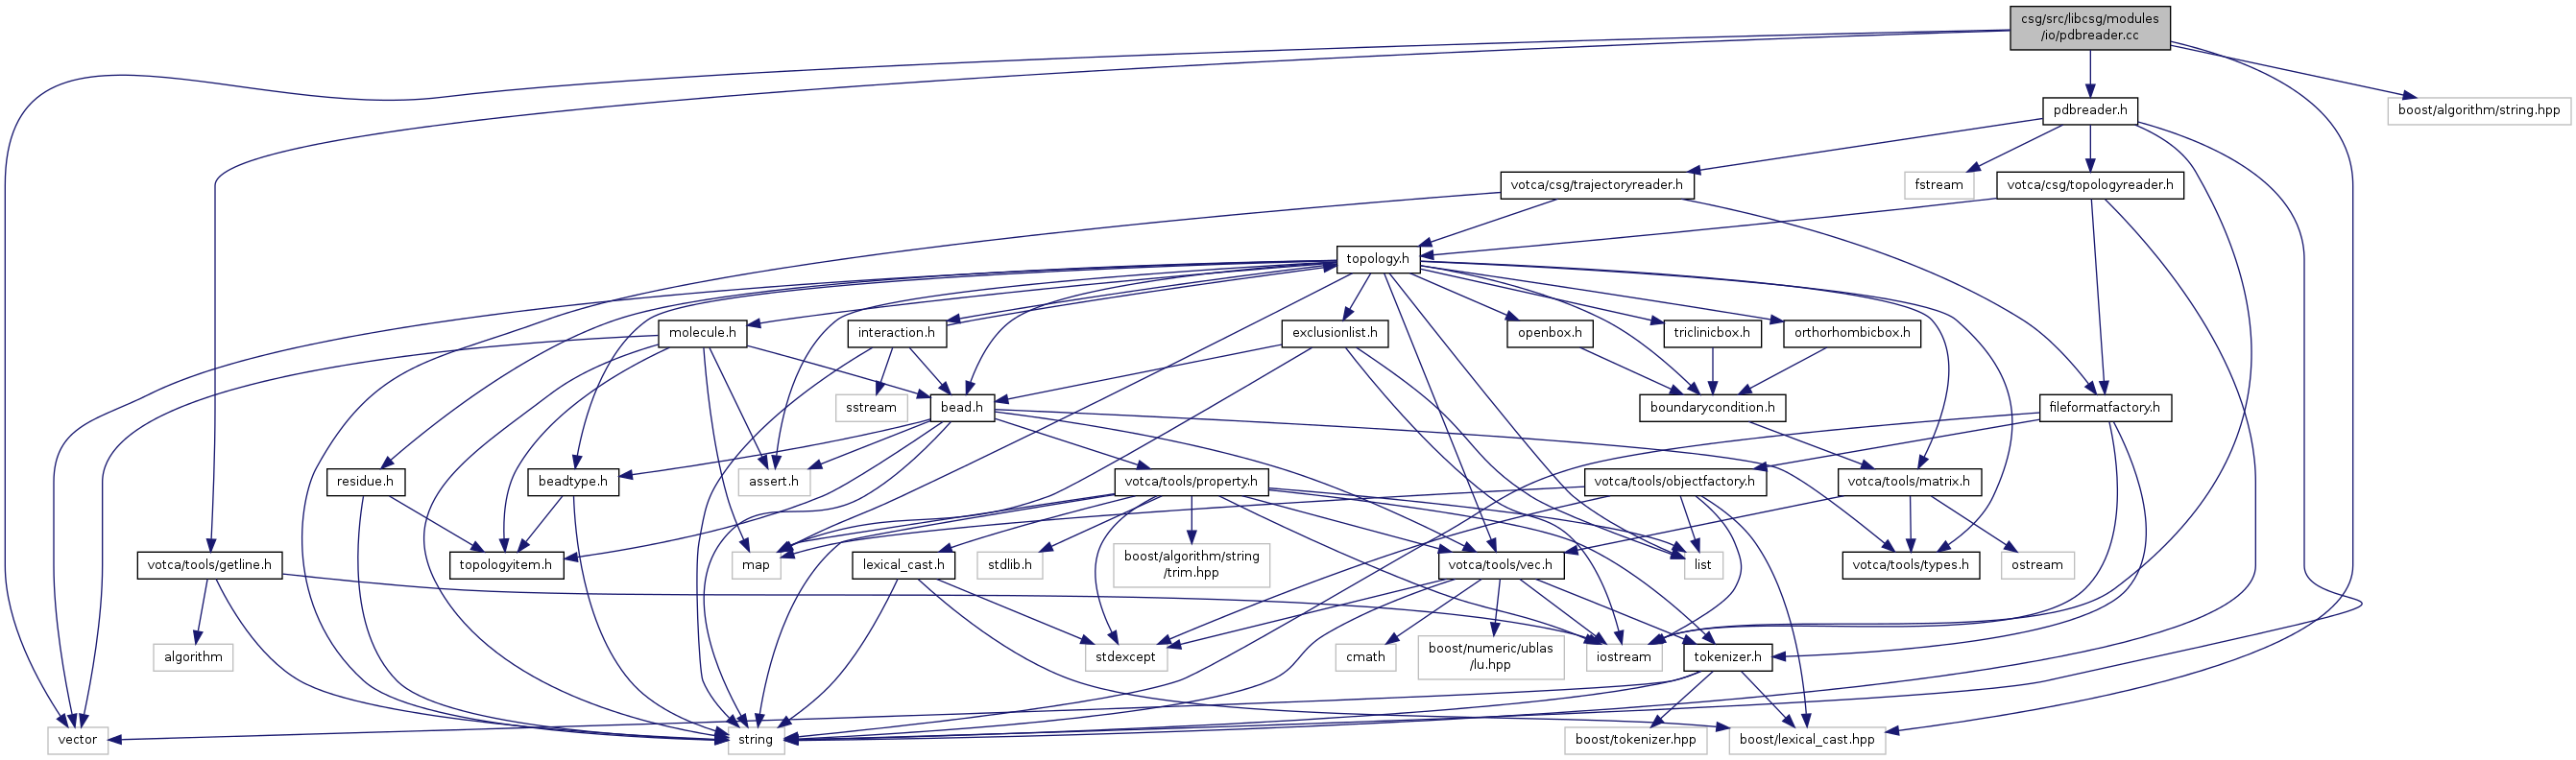 csg/src/libcsg/modules
/io/pdbreader.cc
pdbreader.h
boost/algorithm/string.hpp
votca/csg/trajectoryreader.h
fstream
votca/csg/topologyreader.h
topology.h
molecule.h
interaction.h
exclusionlist.h
openbox.h
triclinicbox.h
orthorhombicbox.h
sstream
bead.h
boundarycondition.h
fileformatfactory.h
residue.h
beadtype.h
assert.h
votca/tools/property.h
votca/tools/objectfactory.h
votca/tools/matrix.h
votca/tools/getline.h
topologyitem.h
map
lexical_cast.h
stdlib.h
boost/algorithm/string
/trim.hpp
votca/tools/vec.h
list
votca/tools/types.h
ostream
algorithm
stdexcept
cmath
boost/numeric/ublas
/lu.hpp
iostream
tokenizer.h
vector
string
boost/tokenizer.hpp
boost/lexical_cast.hpp